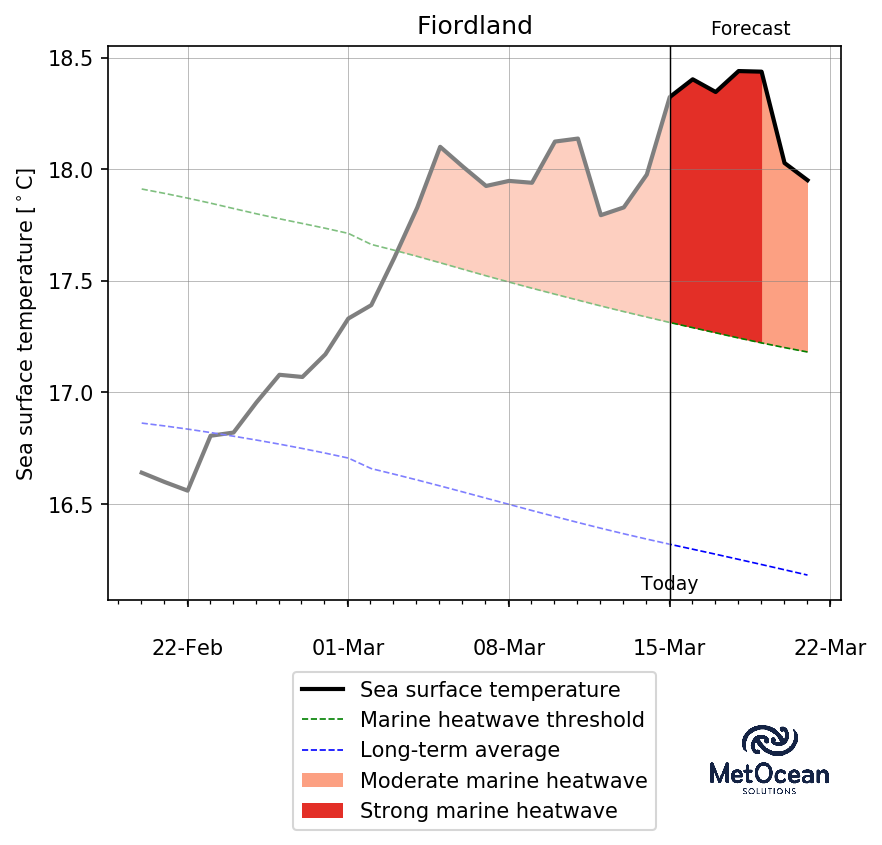 Fiordland
Forecast
Sea surface temperature [°C]
18.5
18.0
17.5
17.0
16.5
Today
22-Feb
01-Mar
08-Mar
15-Mar
22-Mar
Sea surface temperature
Marine heatwave threshold
Long-term average
Moderate marine heatwave
Strong marine heatwave
MetOcean
SOLUTIONS